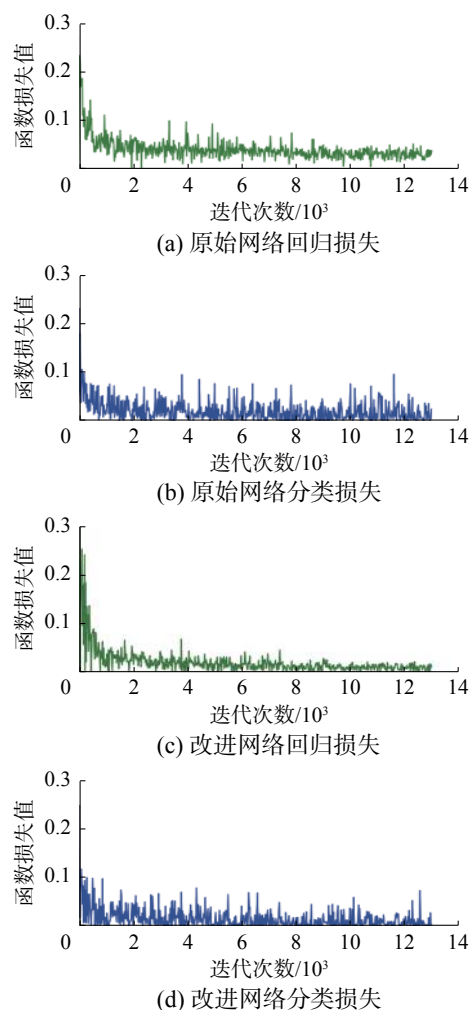 0.3
0.2
0.1
函数损失值
0 2 4 6 8 10 12 14
迭代次数/10³
(a) 原始网络回归损失
0.3
0.2
0.1
函数损失值
0 2 4 6 8 10 12 14
迭代次数/10³
(b) 原始网络分类损失
0.3
0.2
0.1
函数损失值
0 2 4 6 8 10 12 14
迭代次数/10³
(c) 改进网络回归损失
0.3
0.2
0.1
函数损失值
0 2 4 6 8 10 12 14
迭代次数/10³
(d) 改进网络分类损失